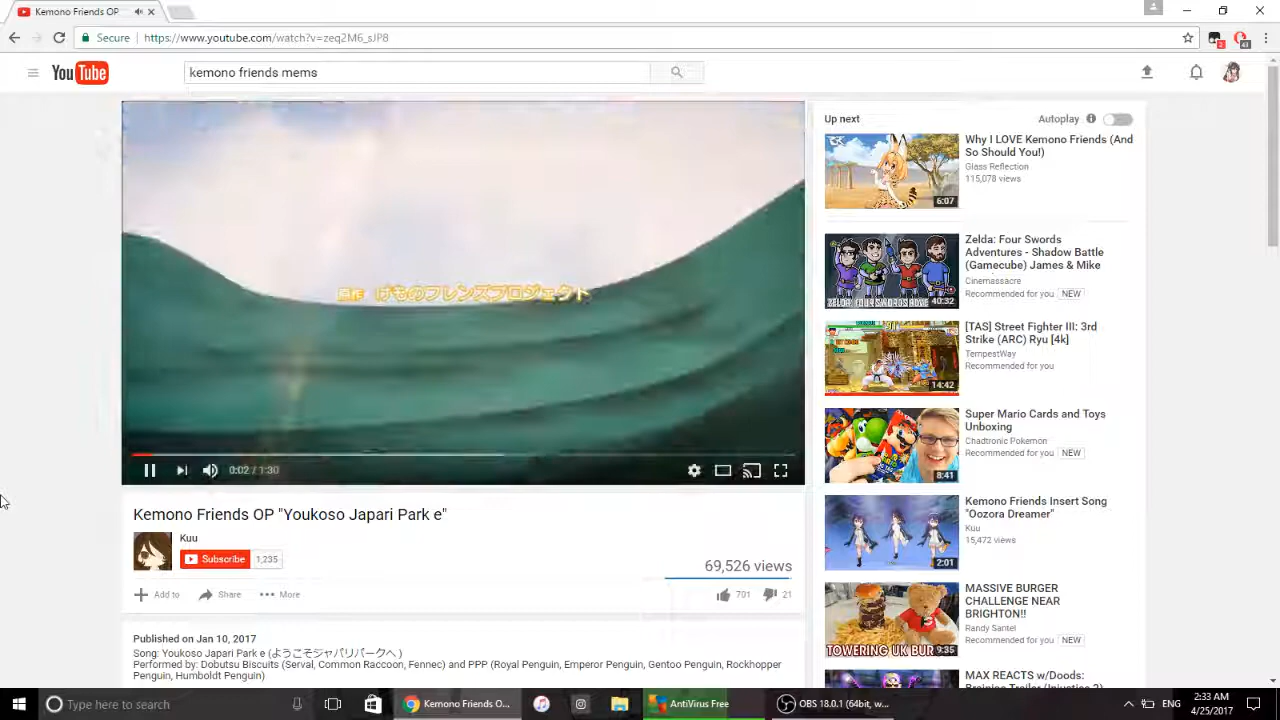 Kemono Friends OP
Secure
https://www.youtube.com/watch?v=zeq2M6_sJP8
2
41
YouTube
kemono friends mems
原作 けものフレンズプロジェクト
0:02 / 1:30
Kemono Friends OP "Youkoso Japari Park e"
Kuu
Subscribe 1,235
69,526 views
Add to
Share
More
701
21
Published on Jan 10, 2017
Song: Youkoso Japari Park e (ようこそジャパリパークへ )
Performed by: Dobutsu Biscuits (Serval, Common Raccoon, Fennec) and PPP (Royal Penguin, Emperor Penguin, Gentoo Penguin, Rockhopper
Penguin, Humboldt Penguin)
Up next
Autoplay
6:07
Why I LOVE Kemono Friends (And
So Should You!)
Glass Reflection
115,078 views
40:32
Zelda: Four Swords
Adventures - Shadow Battle
(Gamecube) James & Mike
Cinemassacre
Recommended for you NEW
14:42
[TAS] Street Fighter III: 3rd
Strike (ARC) Ryu [4k]
TempestWay
Recommended for you
8:41
Super Mario Cards and Toys
Unboxing
Chadtronic Pokemon
Recommended for you NEW
2:01
Kemono Friends Insert Song
"Oozora Dreamer"
Kuu
15,472 views
TOWERING UK BUR
9:35
MASSIVE BURGER
CHALLENGE NEAR
BRIGHTON!!
Randy Santel
Recommended for you NEW
MAX REACTS w/Doods:
Type here to search
Kemono Friends O...
AntiVirus Free
OBS 18.0.1 (64bit, w...
ENG
2:33 AM
4/25/2017